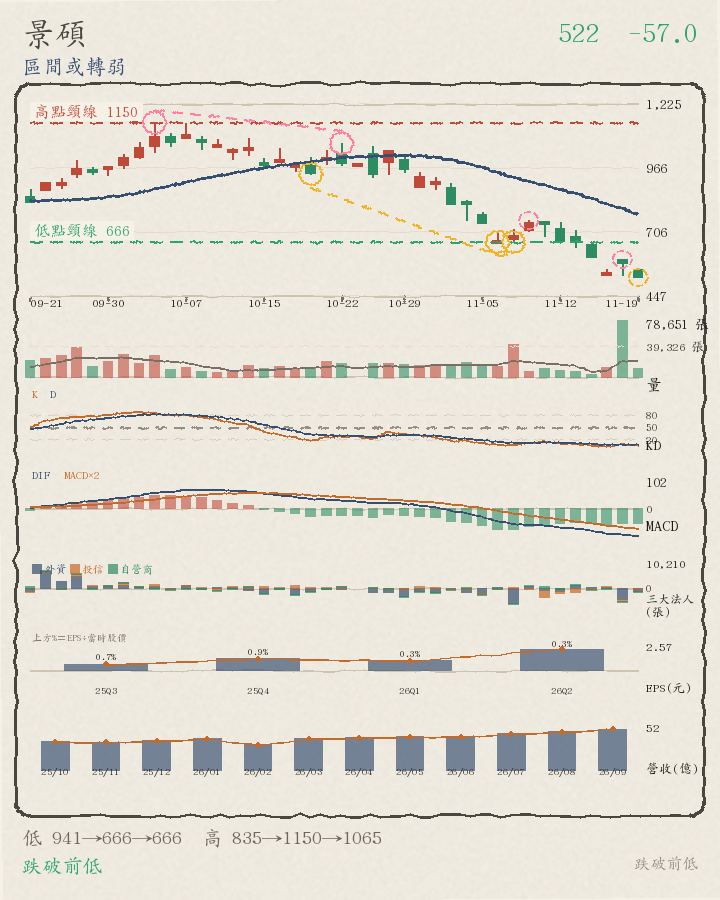 景碩 522 -57.0
區間或轉弱
高點頸線 1150
1,225
966
低點頸線 666
706
447
09-21 09-30 10-07 10-15 10-22 10-29 11-05 11-12 11-19
78,651 張
39,326 張
量
K D
80
50
20
KD
DIF MACD×2
102
0
MACD
外資 投信 自營商
10,210
0
三大法人
(張)
上方%=EPS÷當時股價
0.7% 0.9% 0.3% 0.3%
2.57
25Q3 25Q4 26Q1 26Q2
EPS(元)
52
25/10 25/11 25/12 26/01 26/02 26/03 26/04 26/05 26/06 26/07 26/08 26/09
營收(億)
低 941→666→666 高 835→1150→1065
跌破前低 跌破前低